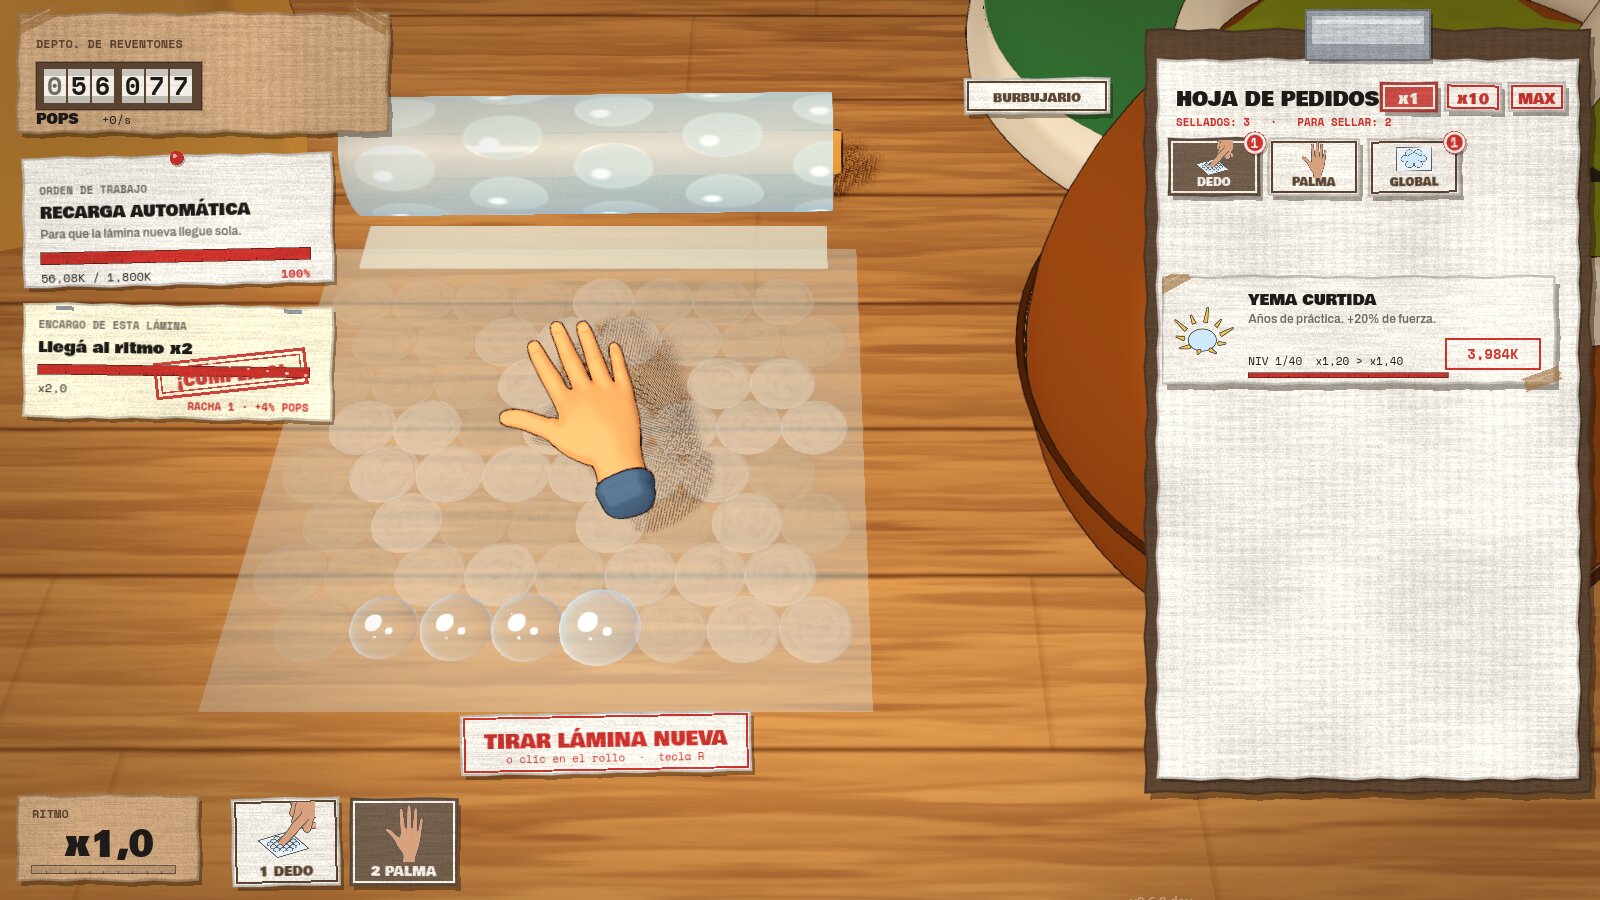 DEPTO. DE REVENTONES
056077
POPS +0/s
ORDEN DE TRABAJO
RECARGA AUTOMÁTICA
Para que la lámina nueva llegue sola.
56,08K / 1,800K 100%
ENCARGO DE ESTA LÁMINA
Llegá al ritmo x2
x2,0
RACHA 1 · +4% POPS
BURBUJARIO
HOJA DE PEDIDOS
x1
x10
MAX
SELLADOS: 3 · PARA SELLAR: 2
1
1
DEDO
PALMA
GLOBAL
YEMA CURTIDA
Años de práctica. +20% de fuerza.
NIV 1/40 x1,20 > x1,40
3,984K
TIRAR LÁMINA NUEVA
o clic en el rollo · tecla R
RITMO
x1,0
1 DEDO
2 PALMA